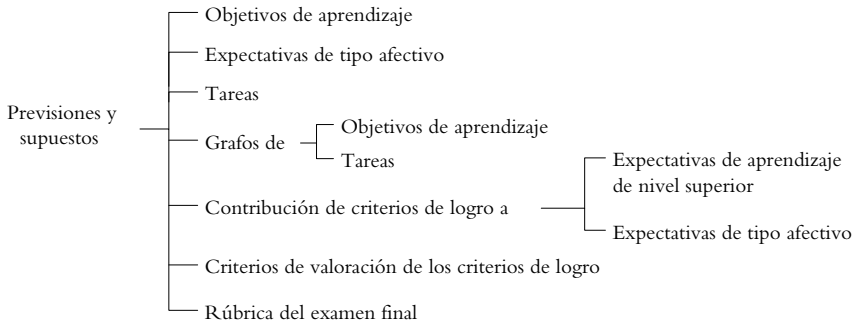 Objetivos de aprendizaje
Expectativas de tipo afectivo
Tareas
Previsiones y
supuestos
Grafos de
Objetivos de aprendizaje
Tareas
Contribución de criterios de logro a
Expectativas de aprendizaje
de nivel superior
Expectativas de tipo afectivo
Criterios de valoración de los criterios de logro
Rúbrica del examen final